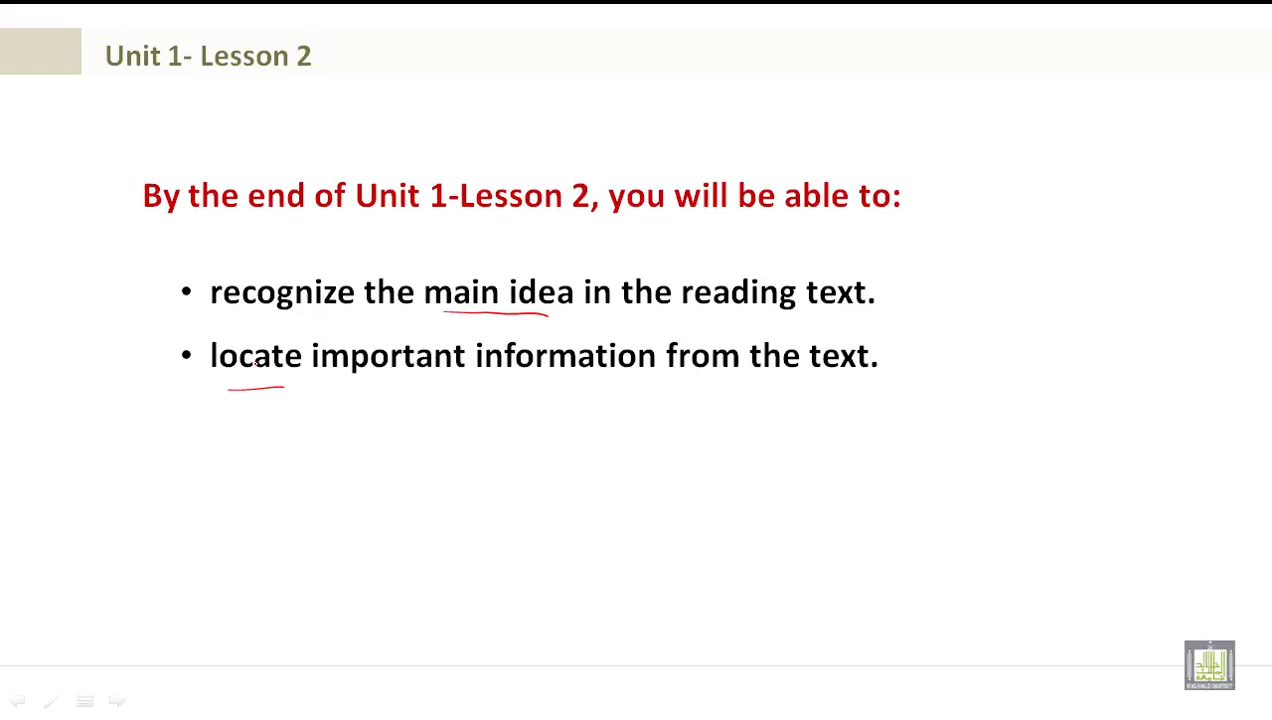 Unit 1- Lesson 2
By the end of Unit 1-Lesson 2, you will be able to:
• recognize the main idea in the reading text.
• locate important information from the text.